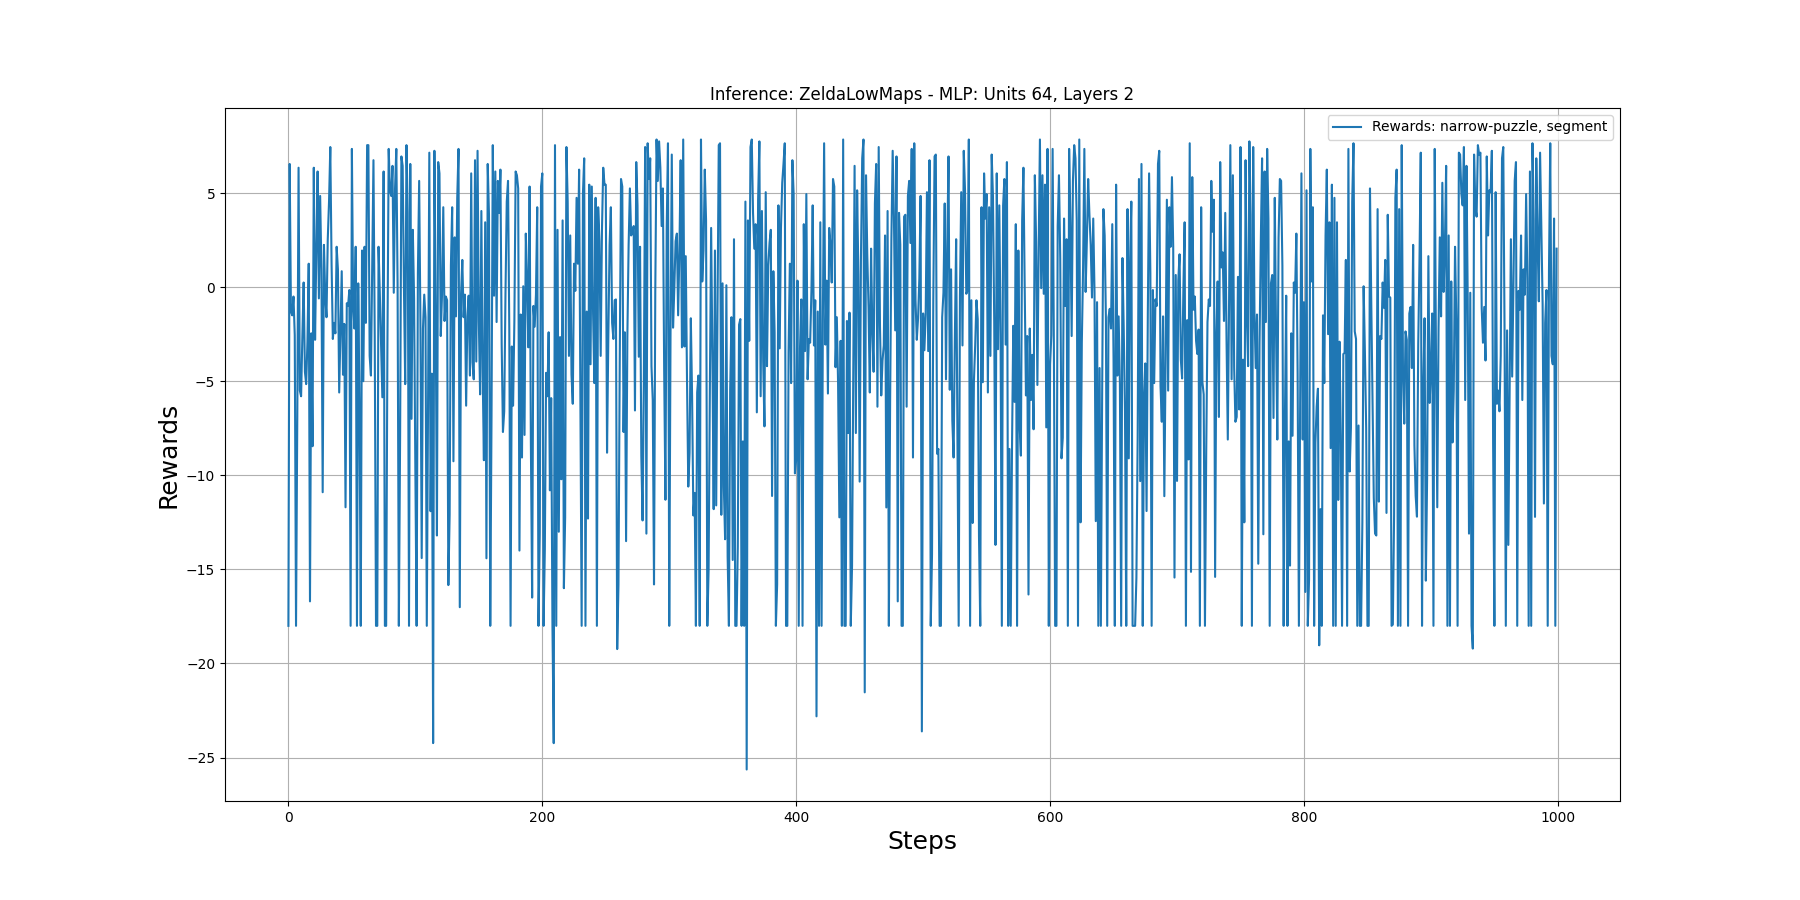 Inference: ZeldaLowMaps - MLP: Units 64, Layers 2
Rewards: narrow-puzzle, segment
5
0
−5
−10
−15
−20
−25
Rewards
0 200 400 600 800 1000
Steps